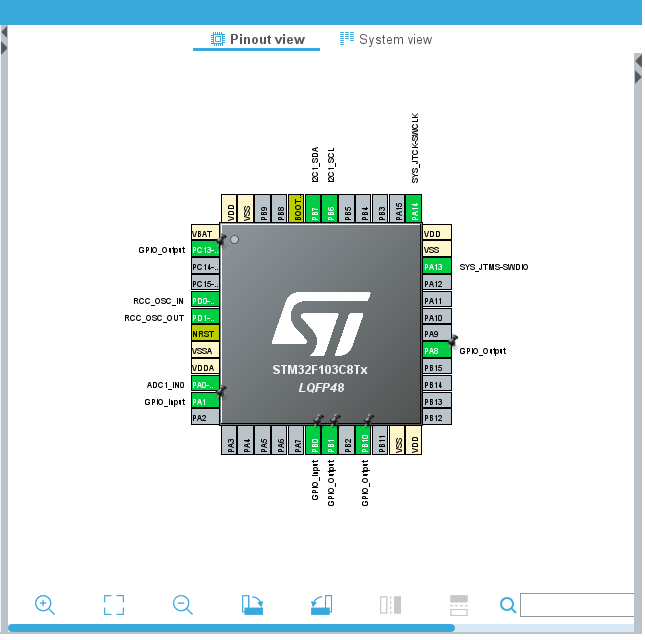 Pinout view
System view
I2C1_SDA
I2C1_SCL
SYS_JTCK-SWCLK
VDD
VSS
PB9
PB8
BOOT..
PB7
PB6
PB5
PB4
PB3
PA15
PA14
VBAT
GPIO_Output PC13-..
PC14-..
PC15-..
RCC_OSC_IN PD0-..
RCC_OSC_OUT PD1-..
NRST
VSSA
VDDA
ADC1_IN0 PA0-..
GPIO_Input PA1
PA2
VDD
VSS
PA13 SYS_JTMS-SWDIO
PA12
PA11
PA10
PA9
PA8 GPIO_Output
PB15
PB14
PB13
PB12
STM32F103C8Tx
LQFP48
PA3
PA4
PA5
PA6
PA7
PB0
PB1
PB2
PB10
PB11
VSS
VDD
GPIO_Input
GPIO_Output
GPIO_Output